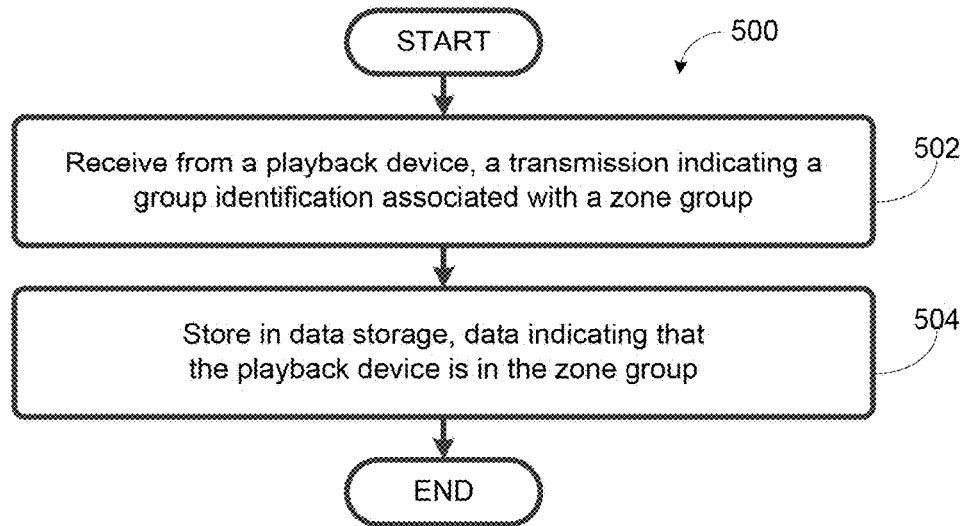 START
500
Receive from a playback device, a transmission indicating a
group identification associated with a zone group
502
Store in data storage, data indicating that
the playback device is in the zone group
504
END